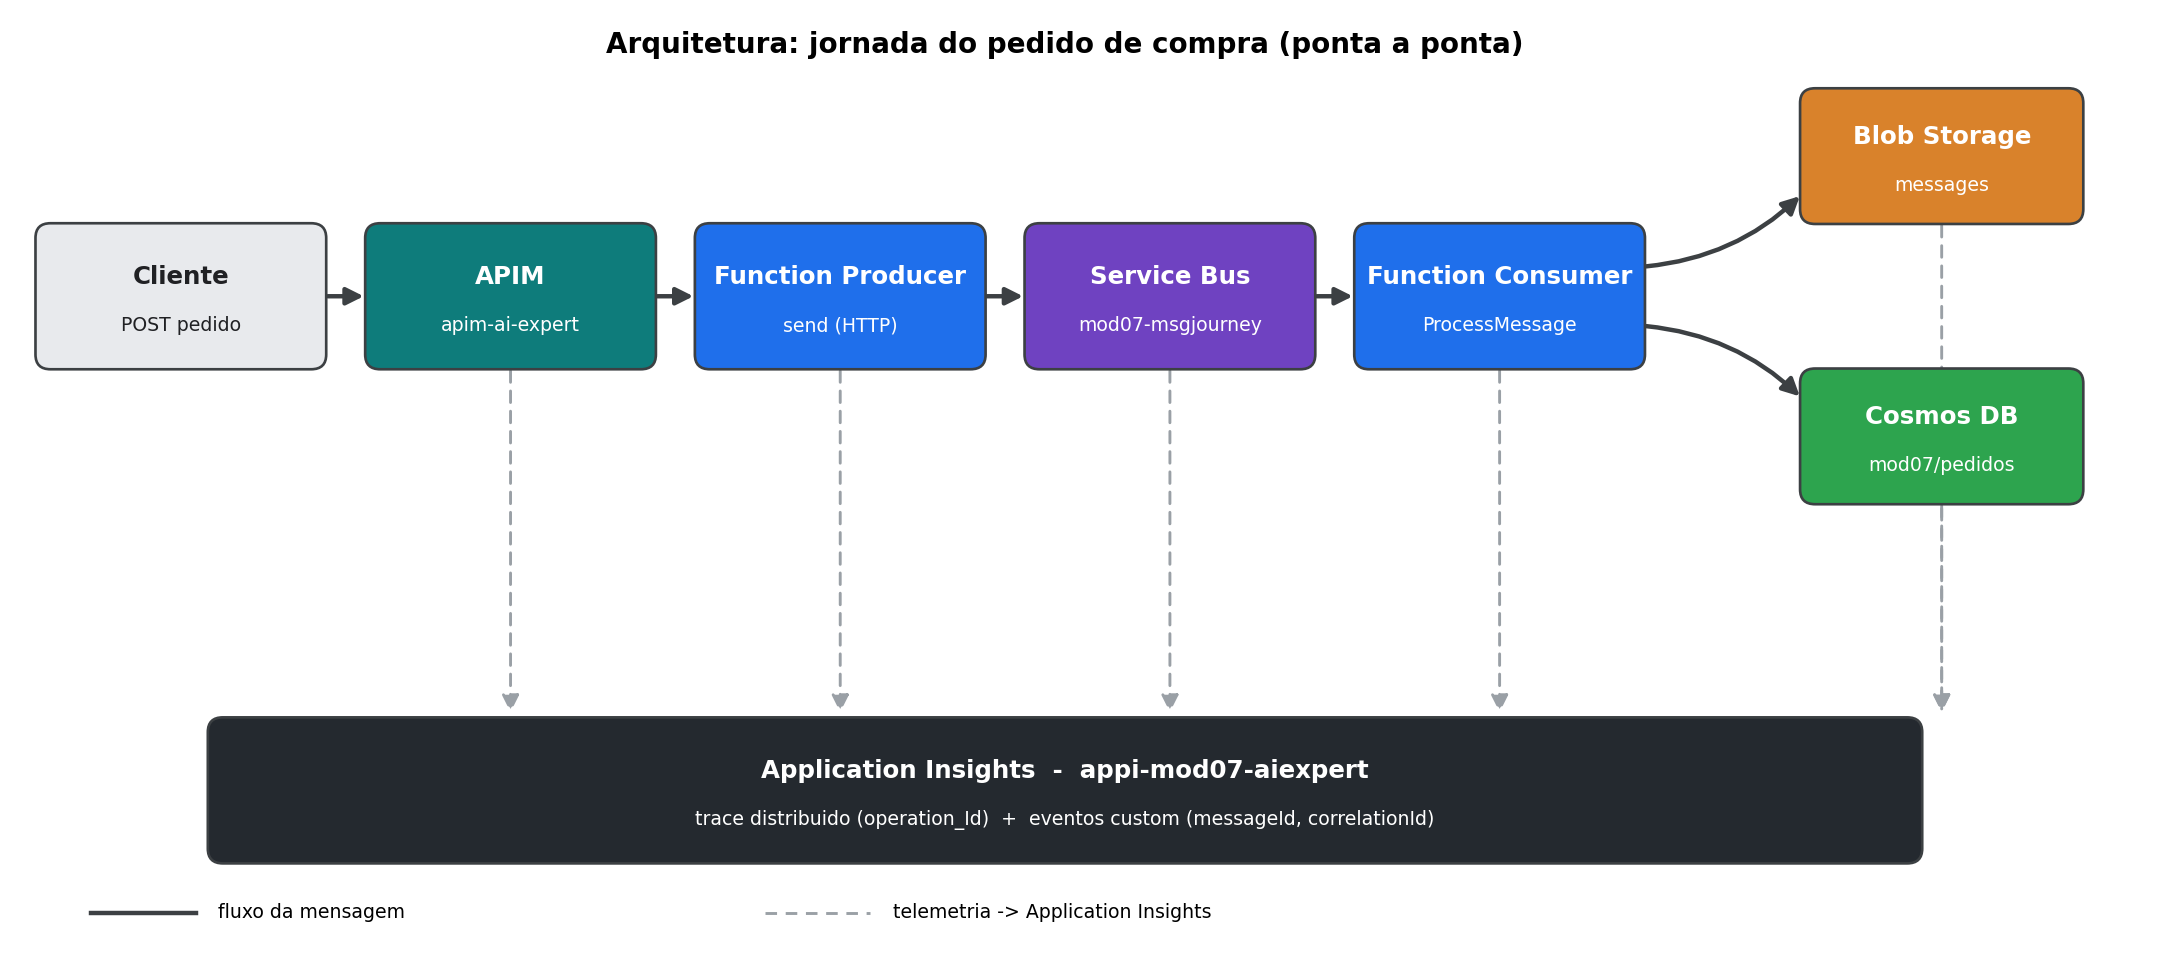 Arquitetura: jornada do pedido de compra (ponta a ponta)
Cliente
POST pedido
APIM
apim-ai-expert
Function Producer
send (HTTP)
Service Bus
mod07-msgjourney
Function Consumer
ProcessMessage
Blob Storage
messages
Cosmos DB
mod07/pedidos
Application Insights - appi-mod07-aiexpert
trace distribuido (operation_Id) + eventos custom (messageId, correlationId)
fluxo da mensagem
telemetria -> Application Insights